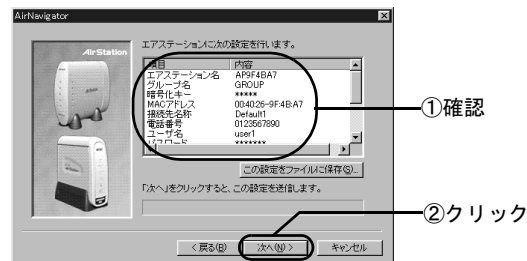 AirNavigator
AirStation
エアステーションに次の設定を行います。
項目 内容
エアステーション名 AP9F4BA7
グループ名 GROUP
暗号化キー *****
MACアドレス 00:4026-9F:4B:A7
接続先名称 Default1
電話番号 0123567890
ユーザ名 user1
パスワード *******
①確認
この設定をファイルに保存(S)...
「次へ」をクリックすると、この設定を送信します。
②クリック
< 戻る(B)
次へ(N) >
キャンセル